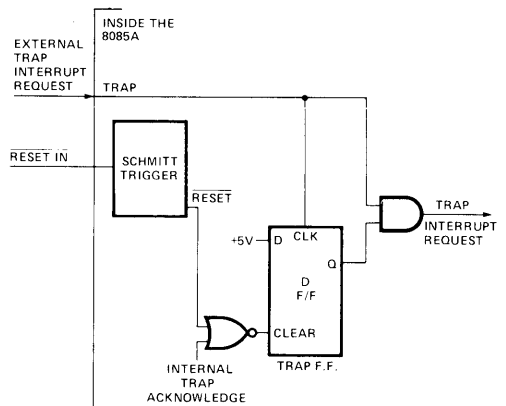 INSIDE THE
8085A
EXTERNAL
TRAP
INTERRUPT
REQUEST
TRAP
RESET IN
SCHMITT
TRIGGER
RESET
+5V
D
CLK
Q
D
F/F
CLEAR
TRAP F.F.
TRAP
INTERRUPT
REQUEST
INTERNAL
TRAP
ACKNOWLEDGE